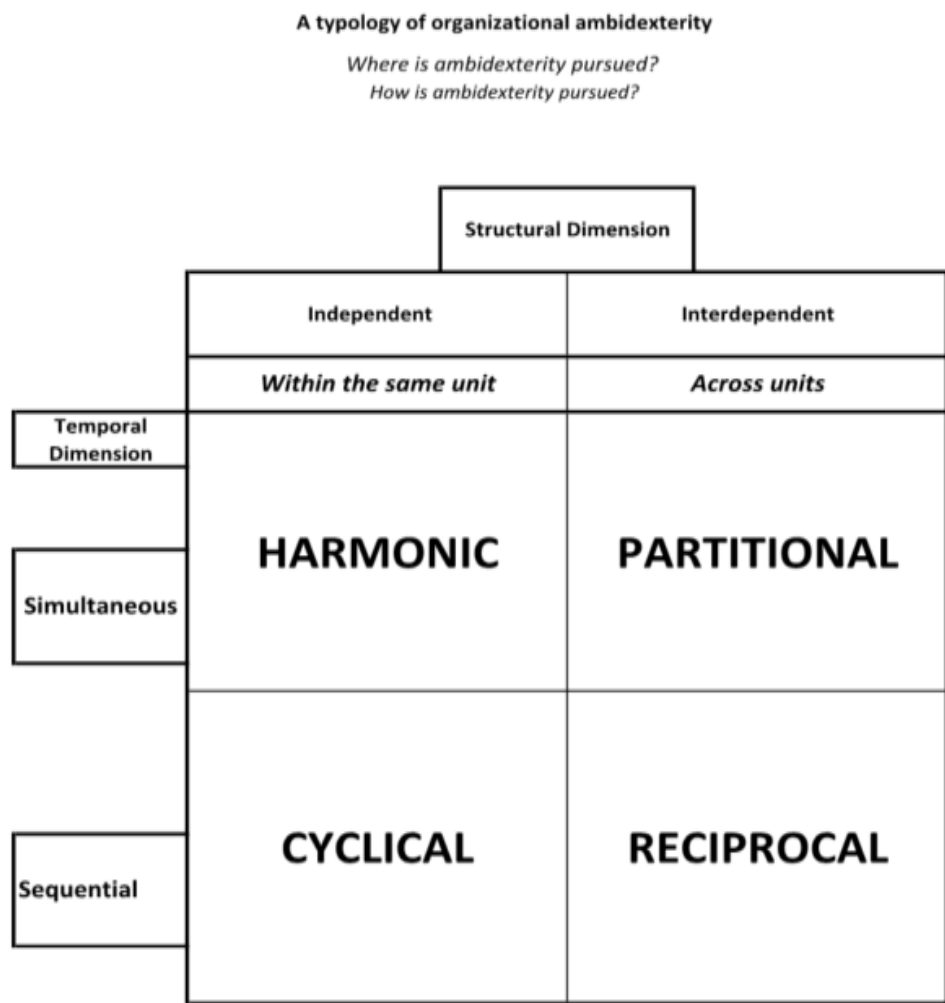 A typology of organizational ambidexterity
Where is ambidexterity pursued?
How is ambidexterity pursued?
Structural Dimension
Independent
Interdependent
Within the same unit
Across units
Temporal
Dimension
HARMONIC
PARTITIONAL
Simultaneous
CYCLICAL
RECIPROCAL
Sequential